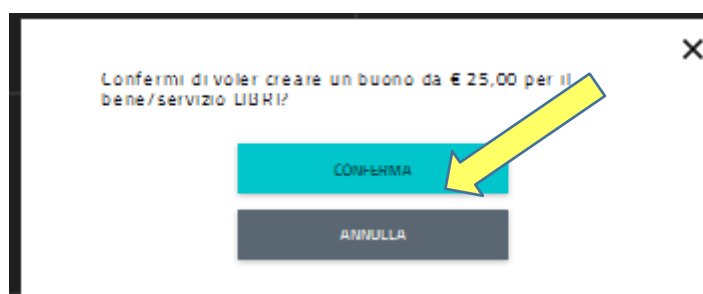 Confermi di voler creare un buono da € 25,00 per il
bene/servizio LIBRI?
CONFERMA
ANNULLA